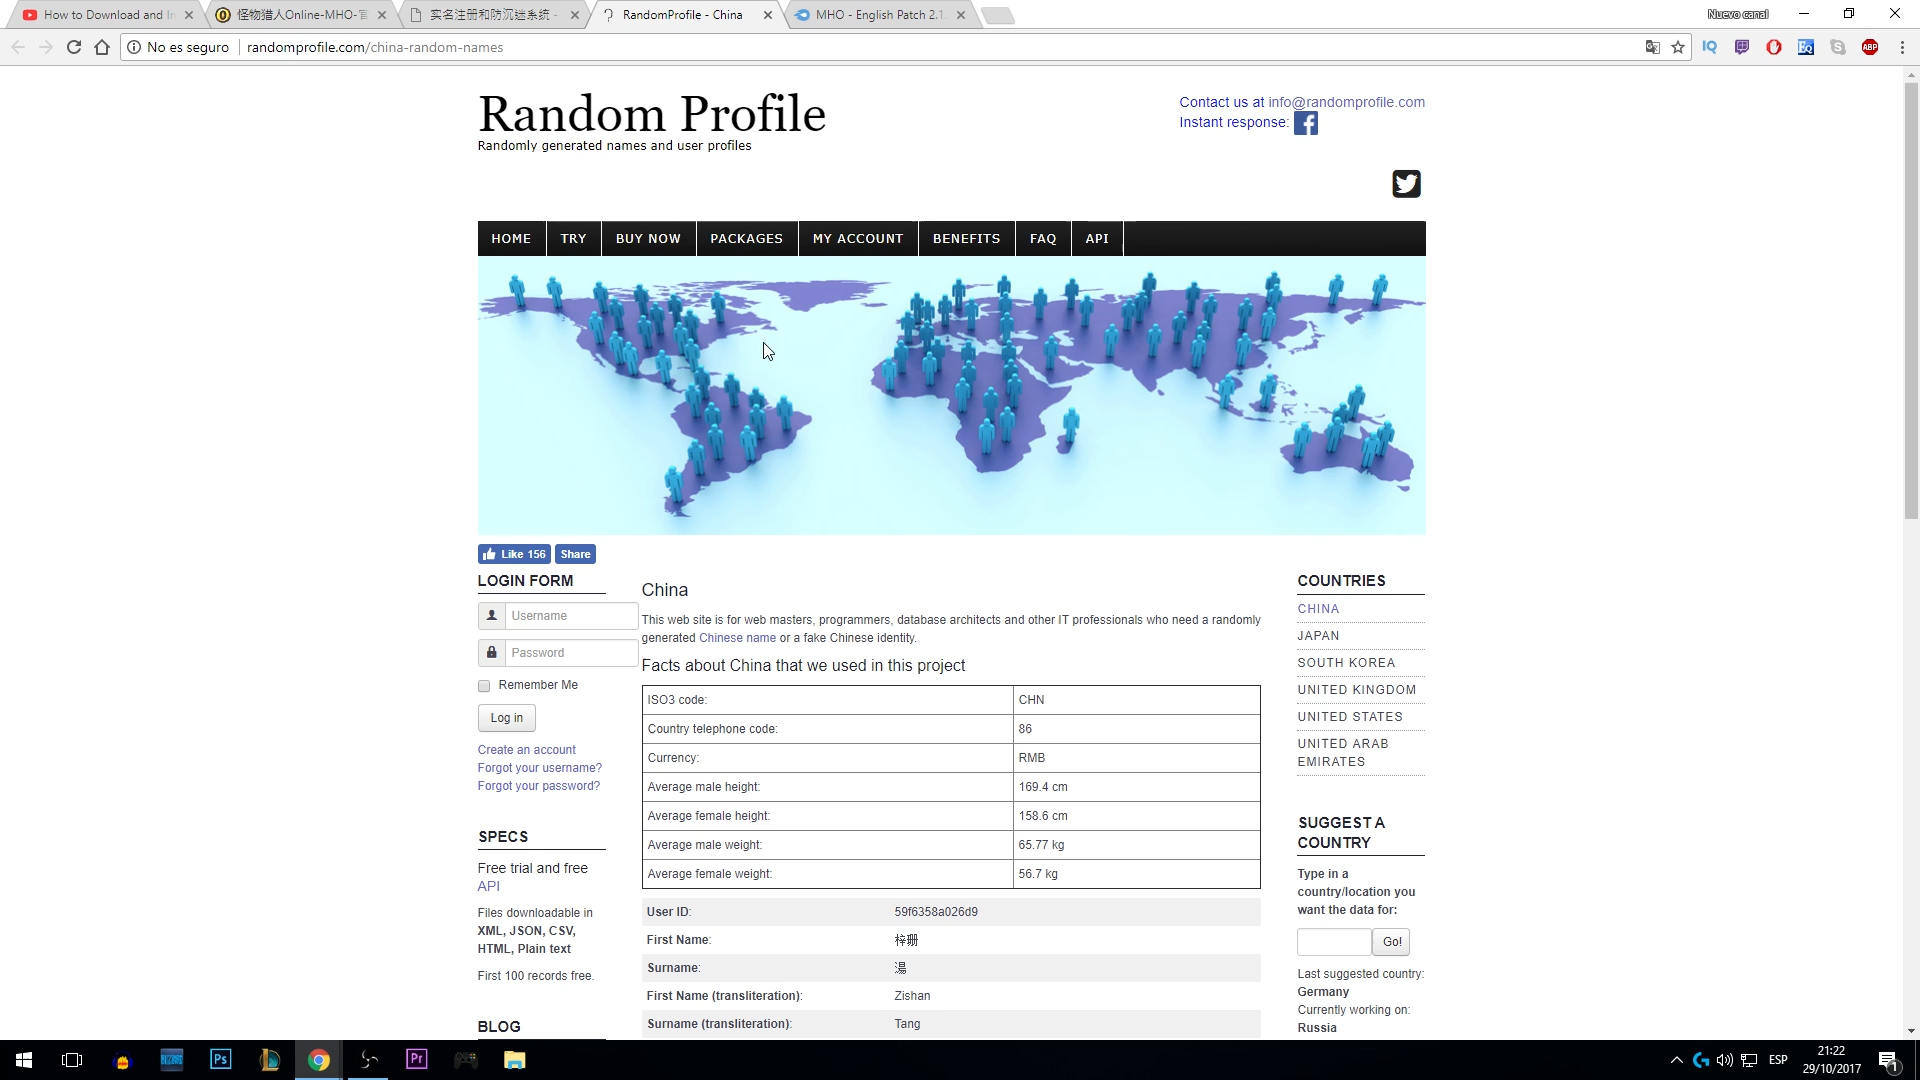 How to Download and In
怪物猎人Online-MHO-官
实名注册和防沉迷系统 -
RandomProfile - China
MHO - English Patch 2.1.
Nuevo canal
No es seguro
randomprofile.com/china-random-names
IQ
ABP
Random Profile
Randomly generated names and user profiles
Contact us at info@randomprofile.com
Instant response:
HOME
TRY
BUY NOW
PACKAGES
MY ACCOUNT
BENEFITS
FAQ
API
Like 156
Share
LOGIN FORM
Username
Password
Remember Me
Log in
Create an account
Forgot your username?
Forgot your password?
SPECS
Free trial and free
API
Files downloadable in
XML, JSON, CSV,
HTML, Plain text
First 100 records free.
BLOG
China
This web site is for web masters, programmers, database architects and other IT professionals who need a randomly
generated Chinese name or a fake Chinese identity.
Facts about China that we used in this project
ISO3 code: CHN
Country telephone code: 86
Currency: RMB
Average male height: 169.4 cm
Average female height: 158.6 cm
Average male weight: 65.77 kg
Average female weight: 56.7 kg
User ID: 59f6358a026d9
First Name: 梓珊
Surname: 湯
First Name (transliteration): Zishan
Surname (transliteration): Tang
COUNTRIES
CHINA
JAPAN
SOUTH KOREA
UNITED KINGDOM
UNITED STATES
UNITED ARAB
EMIRATES
SUGGEST A
COUNTRY
Type in a
country/location you
want the data for:
Go!
Last suggested country:
Germany
Currently working on:
Russia
Ps
Pr
ESP
21:22
29/10/2017
1